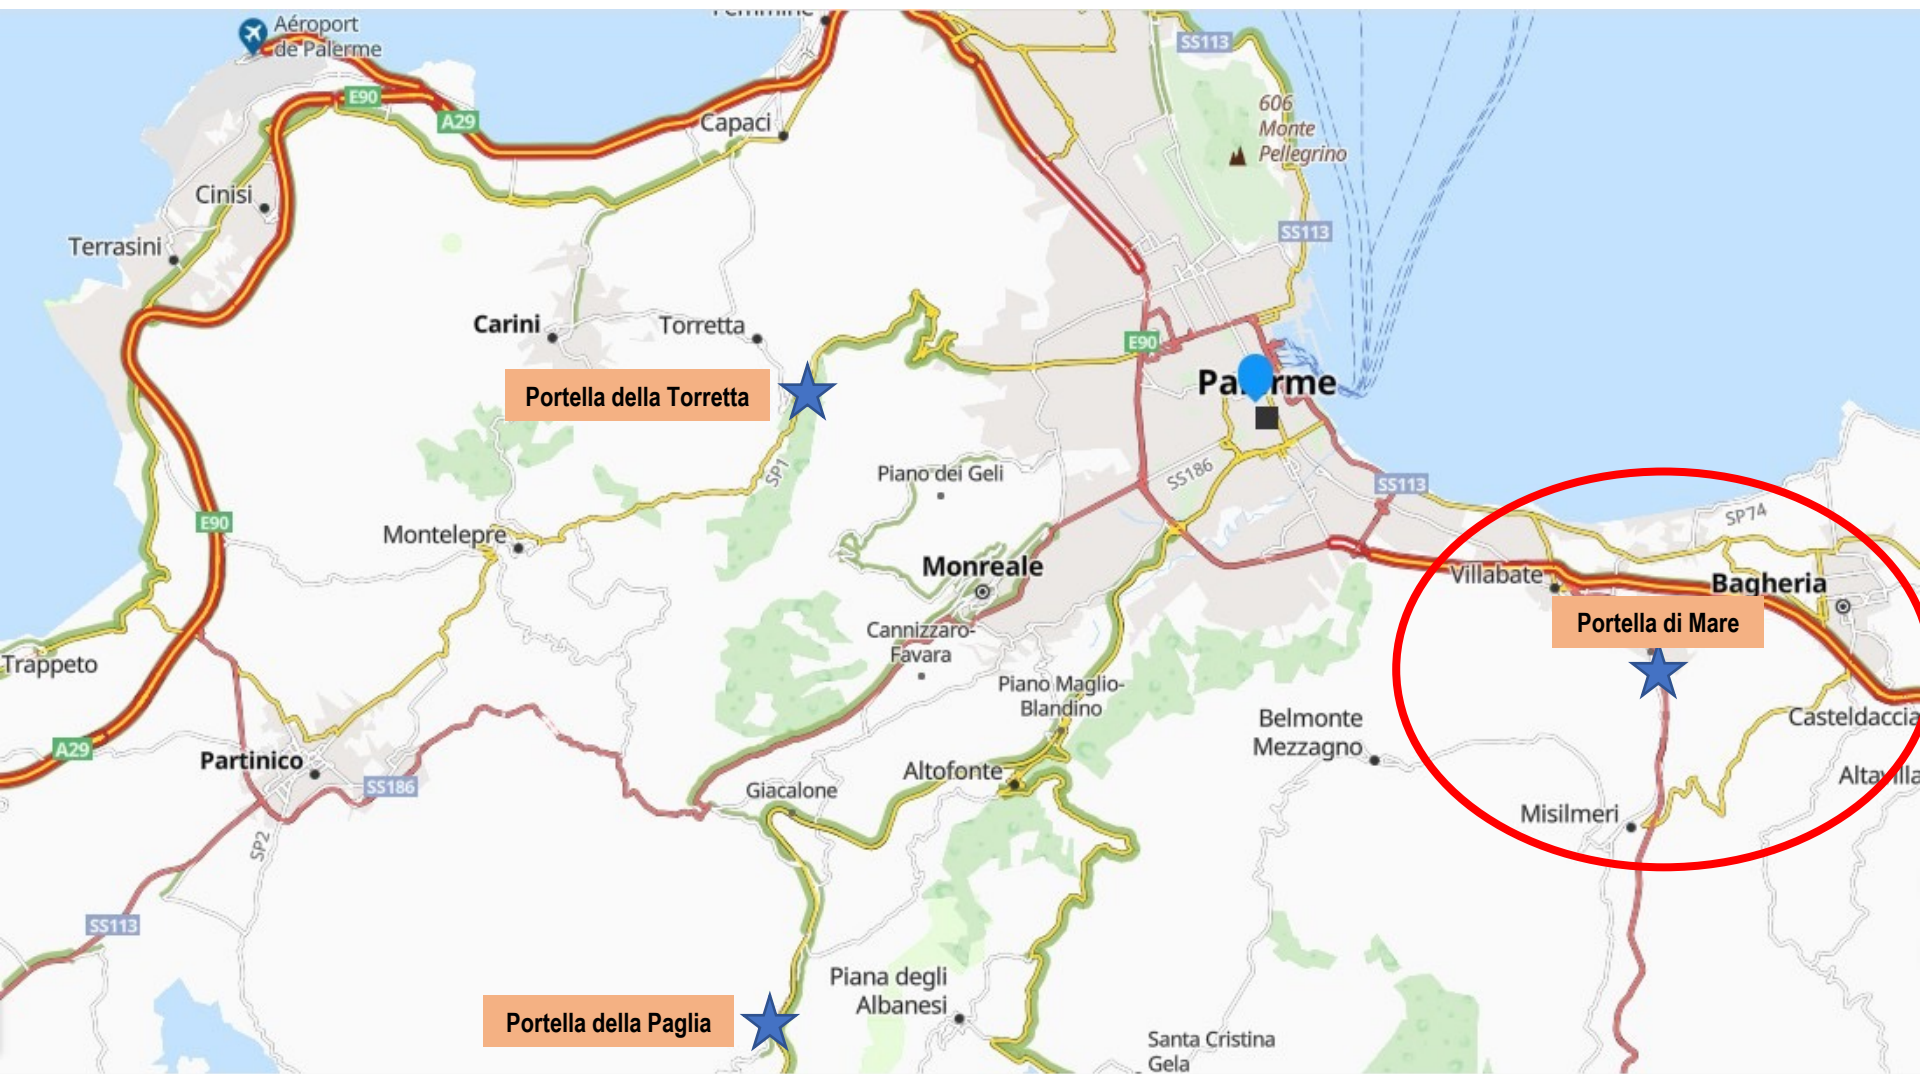 Aéroport
de Palerme
Femmine
SS113
E90
A29
Capaci
606
Monte
Pellegrino
Cinisi
Terrasini
SS113
Carini
Torretta
E90
Palerme
Portella della Torretta
SP1
Piano dei Geli
SS186
SS113
SP74
E90
Montelepre
Monreale
Villabate
Bagheria
Portella di Mare
Cannizzaro-
Favara
Trappeto
Piano Maglio-
Blandino
Belmonte
Mezzagno
Casteldaccia
A29
Partinico
SS186
Altofonte
Giacalone
Altavilla
Misilmeri
SP2
SS113
Piana degli
Albanesi
Portella della Paglia
Santa Cristina
Gela